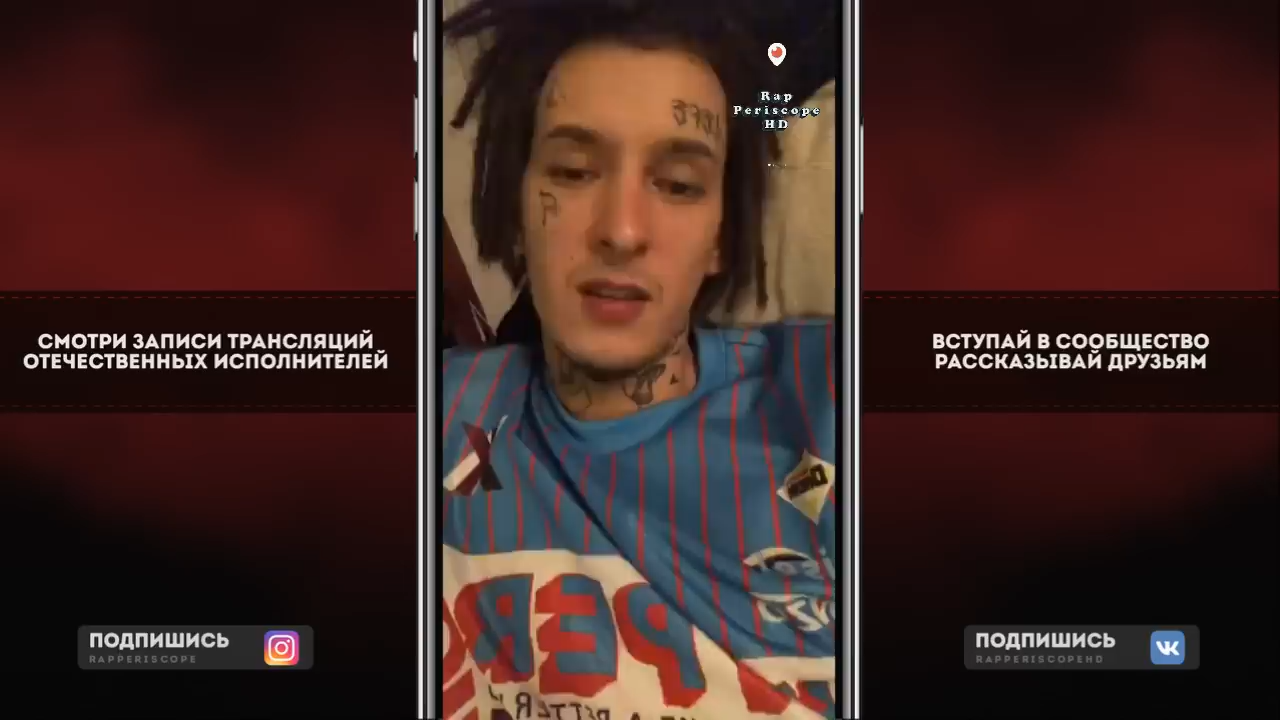 Rap
Periscope
HD
СМОТРИ ЗАПИСИ ТРАНСЛЯЦИЙ
ОТЕЧЕСТВЕННЫХ ИСПОЛНИТЕЛЕЙ
ВСТУПАЙ В СООБЩЕСТВО
РАССКАЗЫВАЙ ДРУЗЬЯМ
ПОДПИШИСЬ
RAPPERISCOPE
ПОДПИШИСЬ
RAPPERISCOPEHD